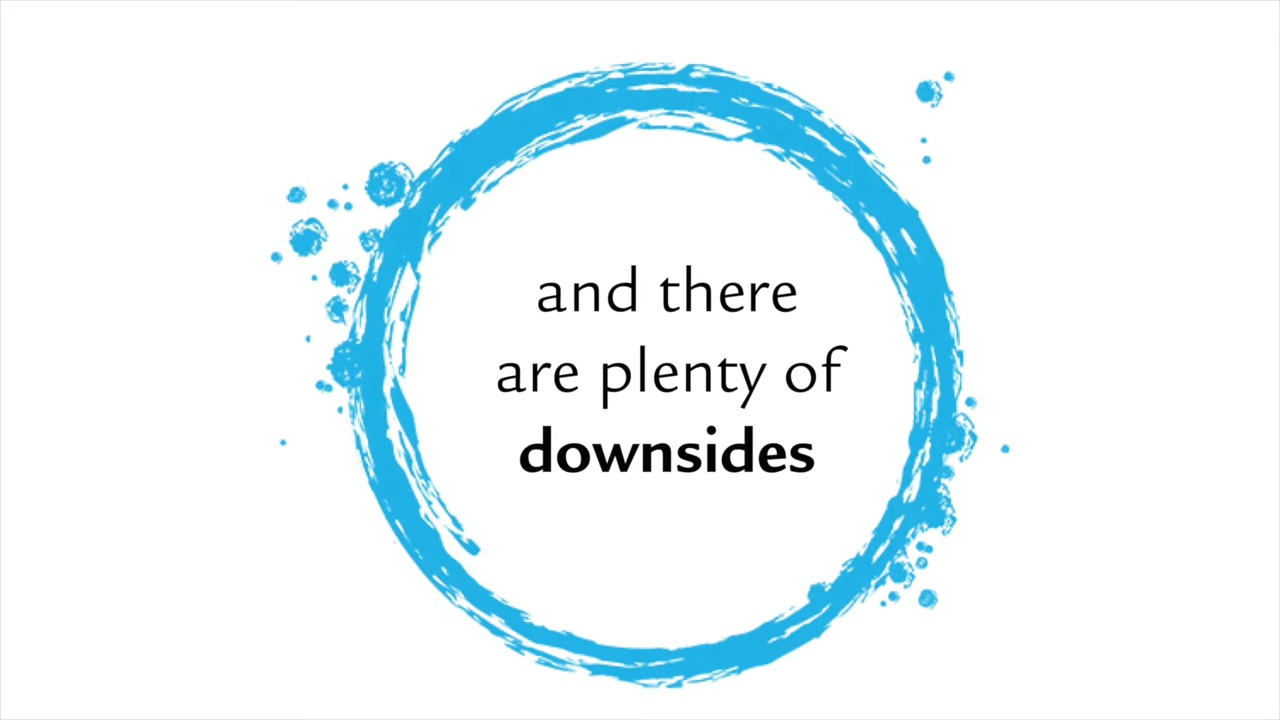 and there
are plenty of
downsides